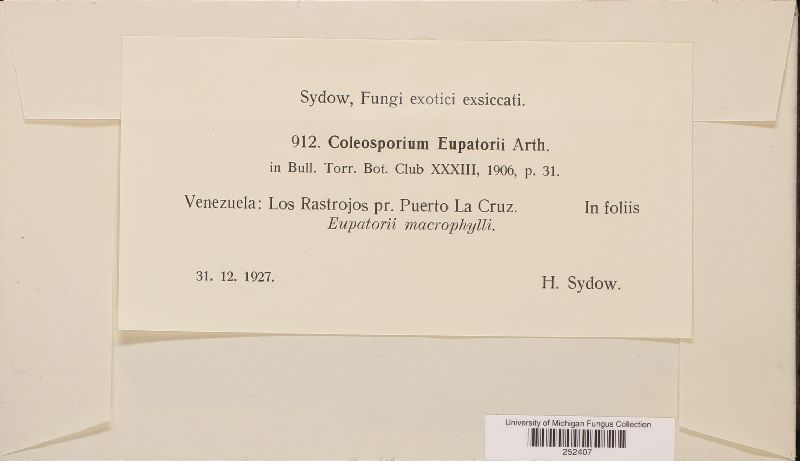 Sydow, Fungi exotici exsiccati.
912. Coleosporium Eupatorii Arth.
in Bull. Torr. Bot. Club XXXIII, 1906, p. 31.
Venezuela: Los Rastrojos pr. Puerto La Cruz. In foliis
Eupatorii macrophylli.
31. 12. 1927. H. Sydow.
University of Michigan Fungus Collection
252407